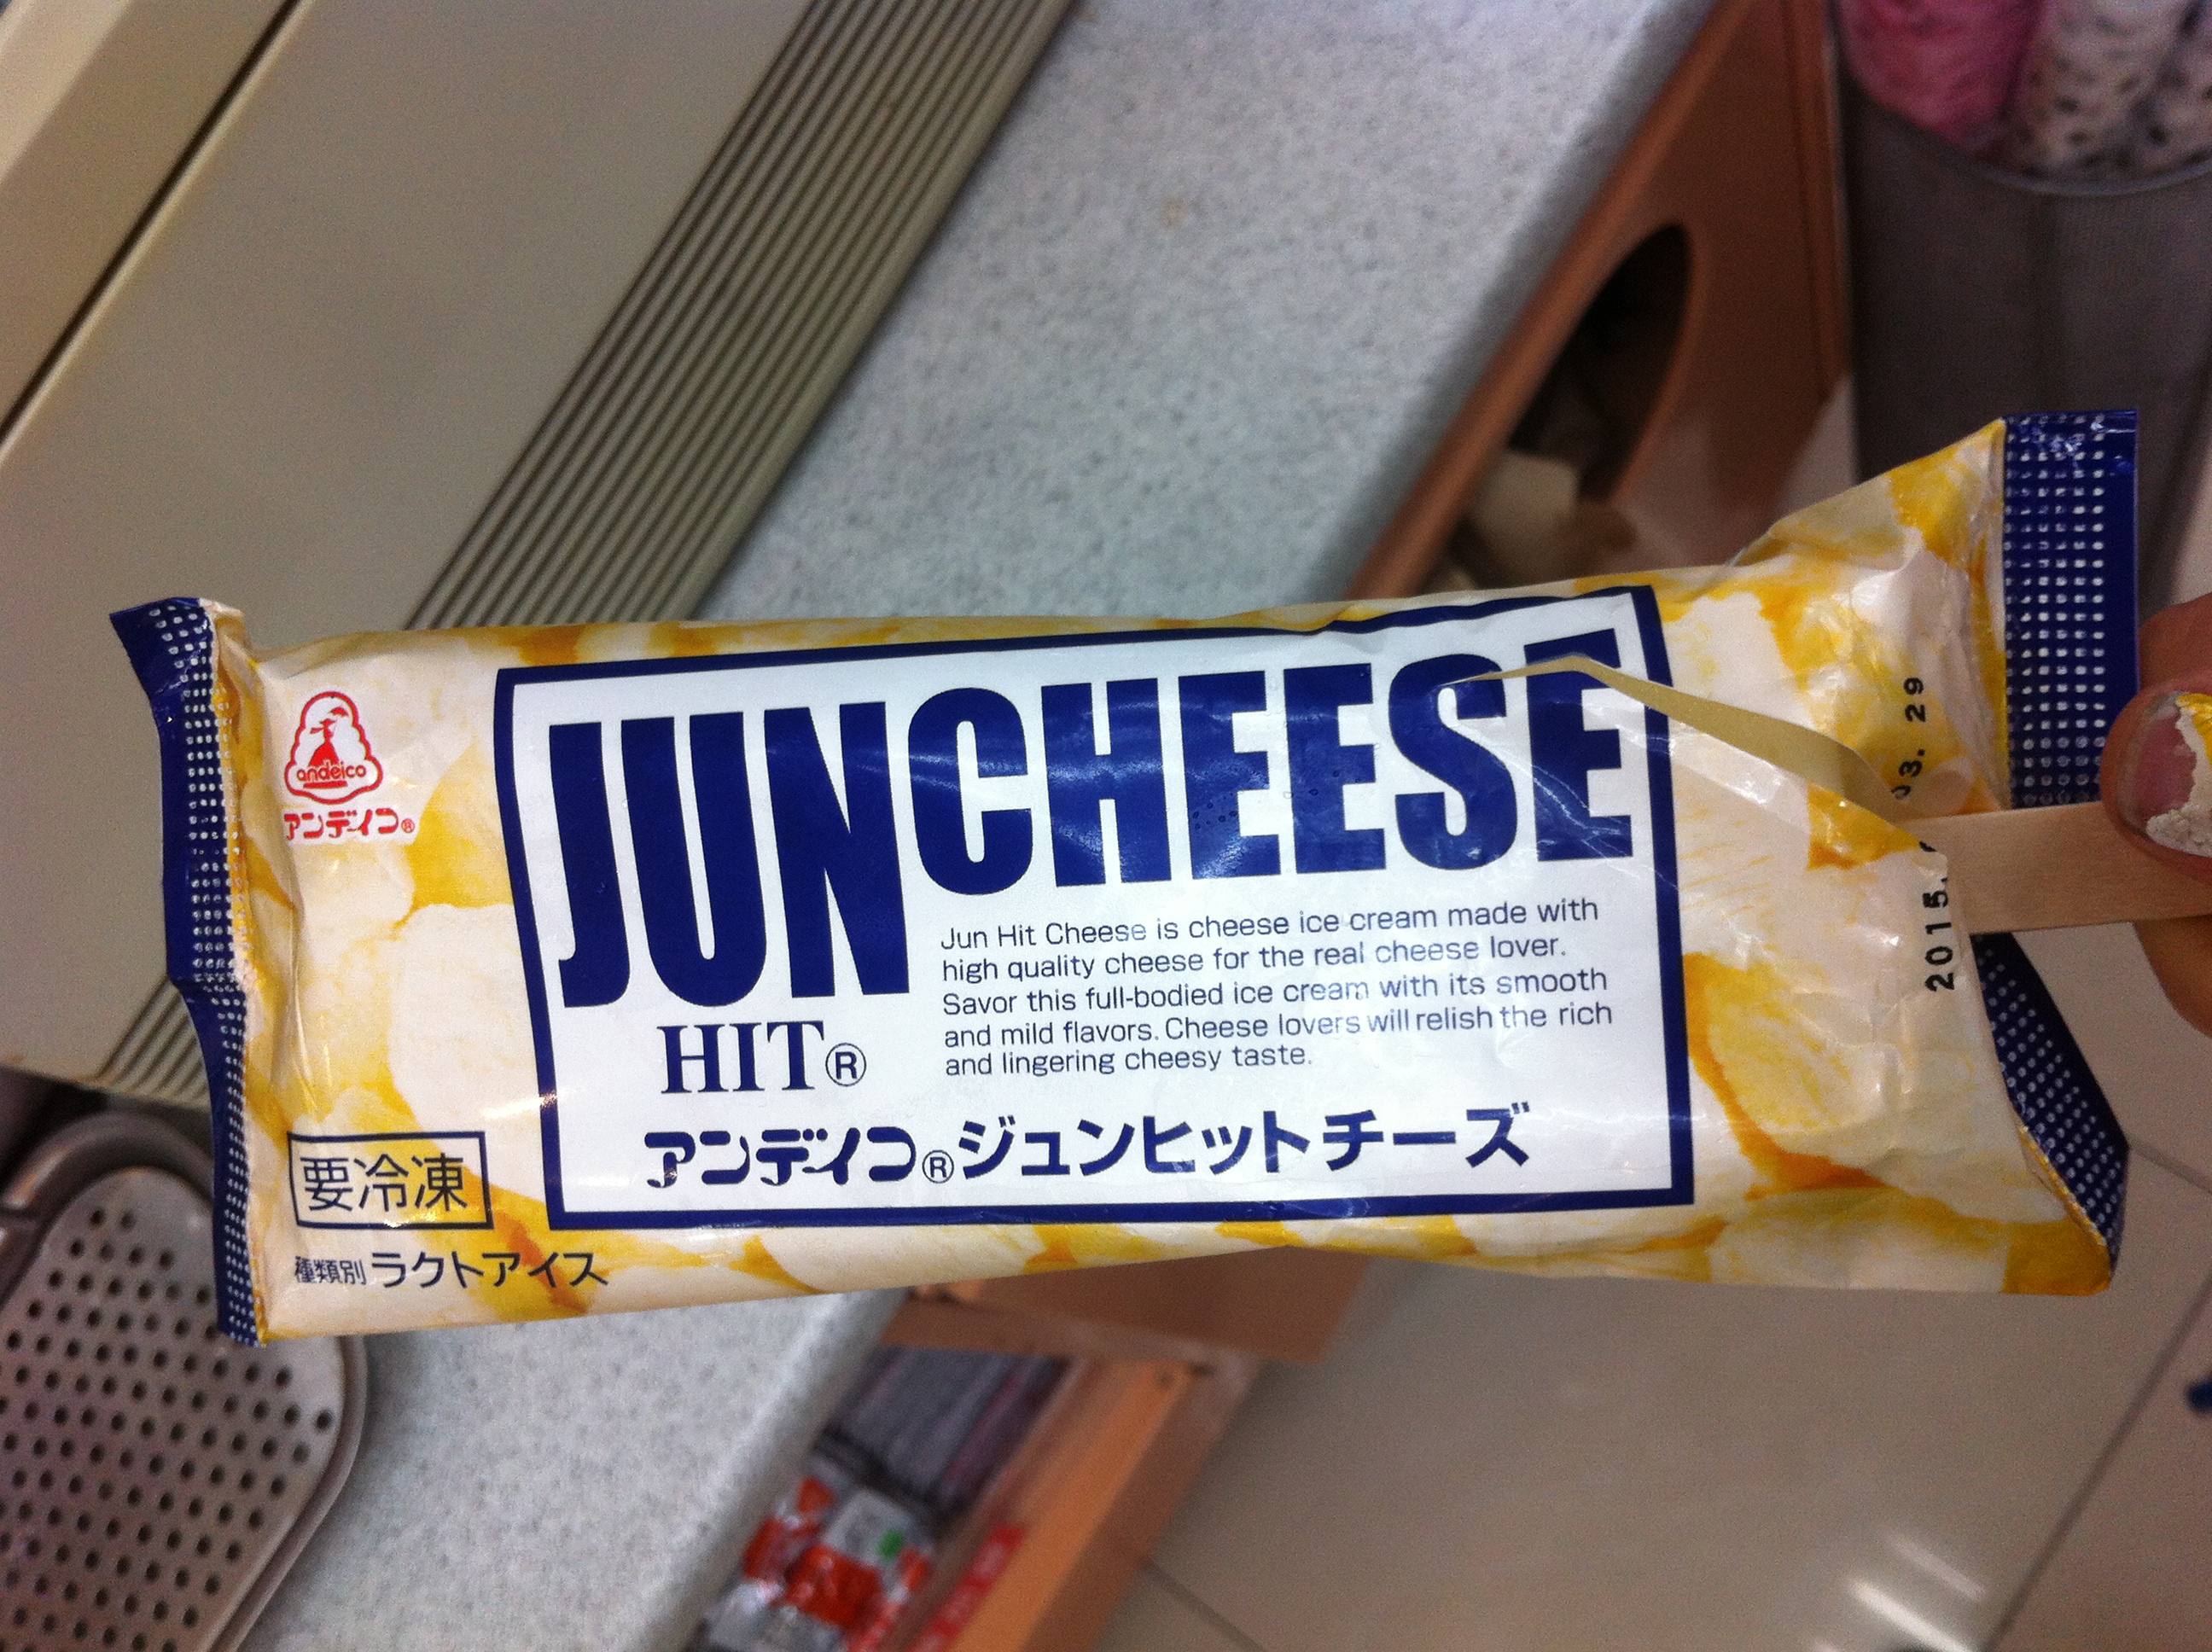 andeico
アンデイコ®
JUNCHEESE
HIT®
Jun Hit Cheese is cheese ice cream made with
high quality cheese for the real cheese lover.
Savor this full-bodied ice cream with its smooth
and mild flavors. Cheese lovers will relish the rich
and lingering cheesy taste.
アンデイコ®ジュンヒットチーズ
要冷凍
種類別 ラクトアイス
2015.
3. 29